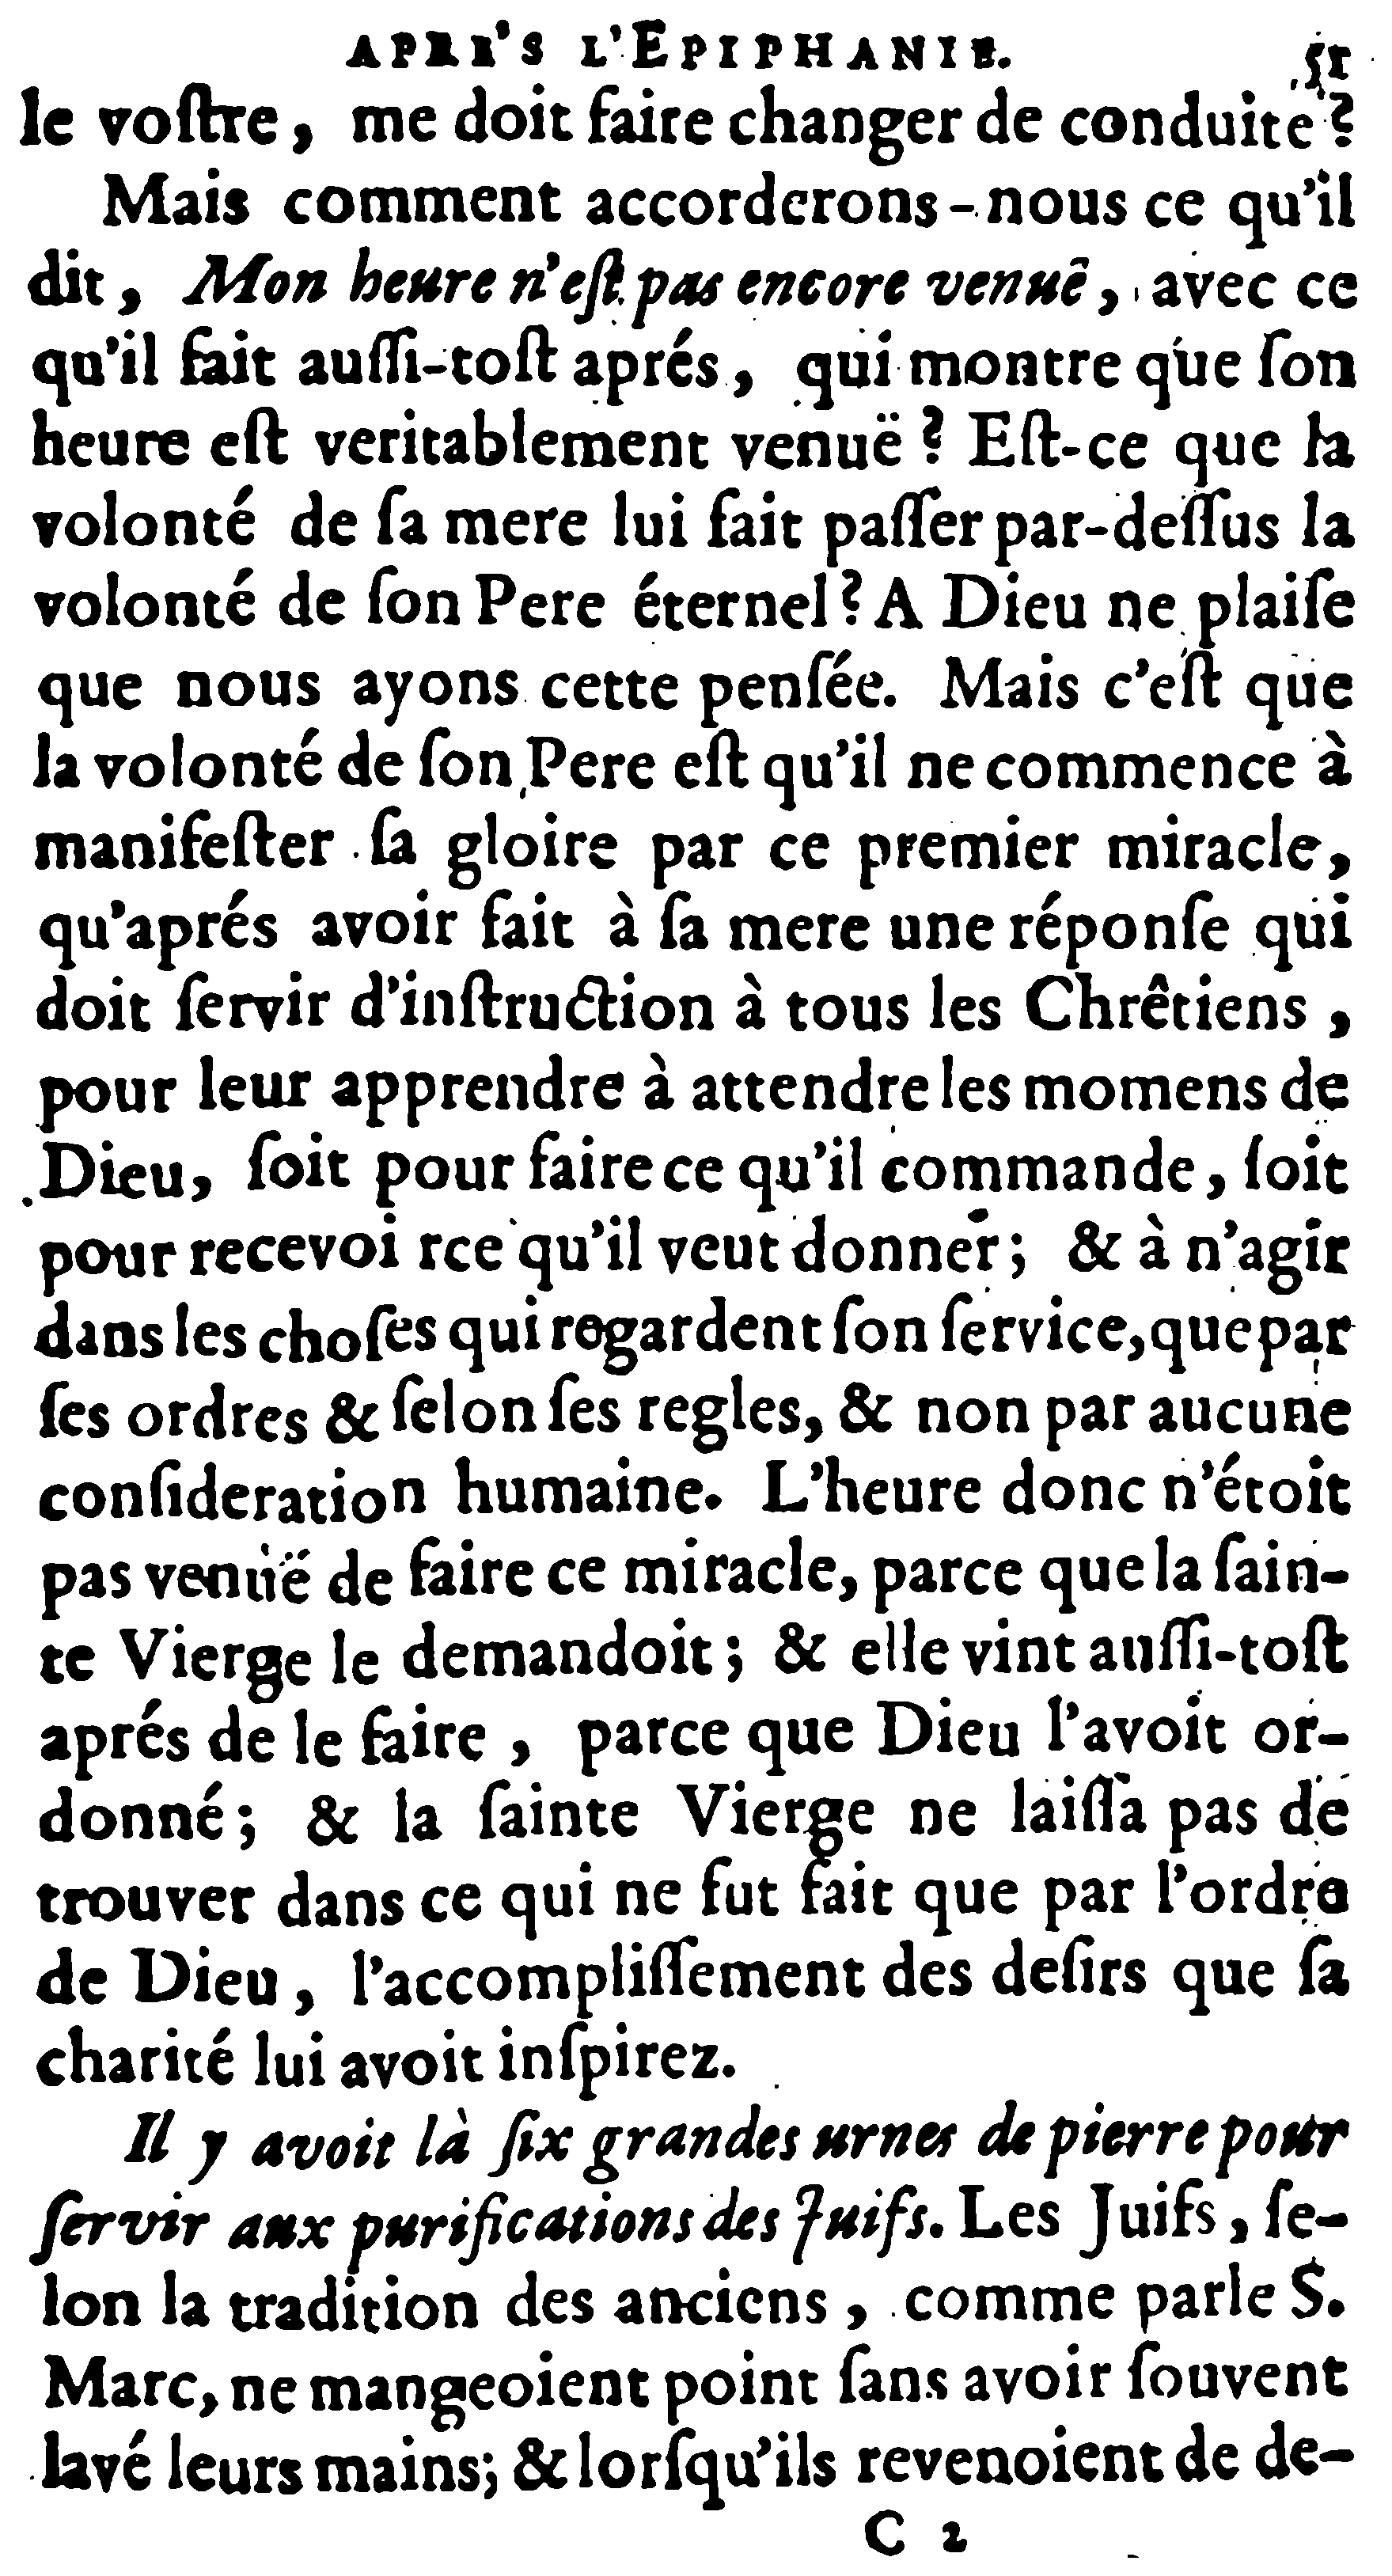 APRE'S L'EPIPHANIE. 51
le voſtre, me doit faire changer de conduite?
Mais comment accorderons-nous ce qu'il
dit, Mon heure n'eſt pas encore venuë, avec ce
qu'il fait auſſi-toſt aprés, qui montre que ſon
heure eſt veritablement venuë? Eſt-ce que la
volonté de ſa mere lui fait paſſer par-deſſus la
volonté de ſon Pere éternel? A Dieu ne plaiſe
que nous ayons cette penſée. Mais c'eſt que
la volonté de ſon Pere eſt qu'il ne commence à
manifeſter ſa gloire par ce premier miracle,
qu'aprés avoir fait à ſa mere une réponſe qui
doit ſervir d'inſtruction à tous les Chrêtiens,
pour leur apprendre à attendre les momens de
Dieu, ſoit pour faire ce qu'il commande, ſoit
pour recevoi rce qu'il veut donner; & à n'agir
dans les choſes qui regardent ſon ſervice, que par
ſes ordres & ſelon ſes regles, & non par aucune
conſideration humaine. L'heure donc n'étoit
pas venuë de faire ce miracle, parce que la ſain-
te Vierge le demandoit; & elle vint auſſi-toſt
aprés de le faire, parce que Dieu l'avoit or-
donné; & la ſainte Vierge ne laiſſa pas de
trouver dans ce qui ne fut fait que par l'ordre
de Dieu, l'accompliſſement des deſirs que ſa
charité lui avoit inſpirez.
Il y avoit là ſix grandes urnes de pierre pour
ſervir aux purifications des Juifs. Les Juifs, ſe-
lon la tradition des anciens, comme parle S.
Marc, ne mangeoient point ſans avoir ſouvent
lavé leurs mains; & lorſqu'ils revenoient de de-
C 2